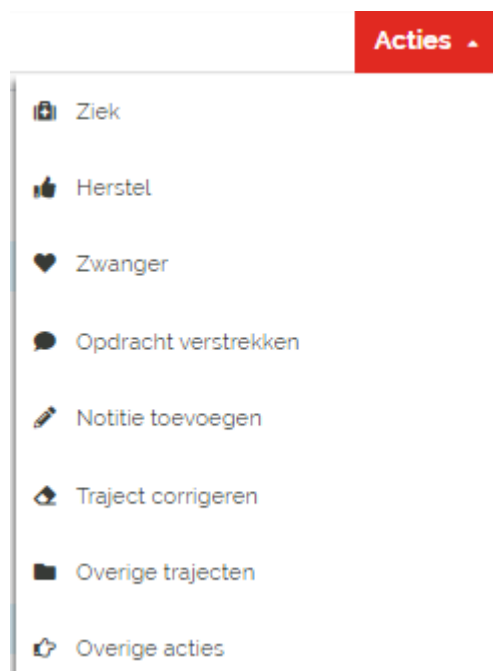 Acties
Ziek
Herstel
Zwanger
Opdracht verstrekken
Notitie toevoegen
Traject corrigeren
Overige trajecten
Overige acties